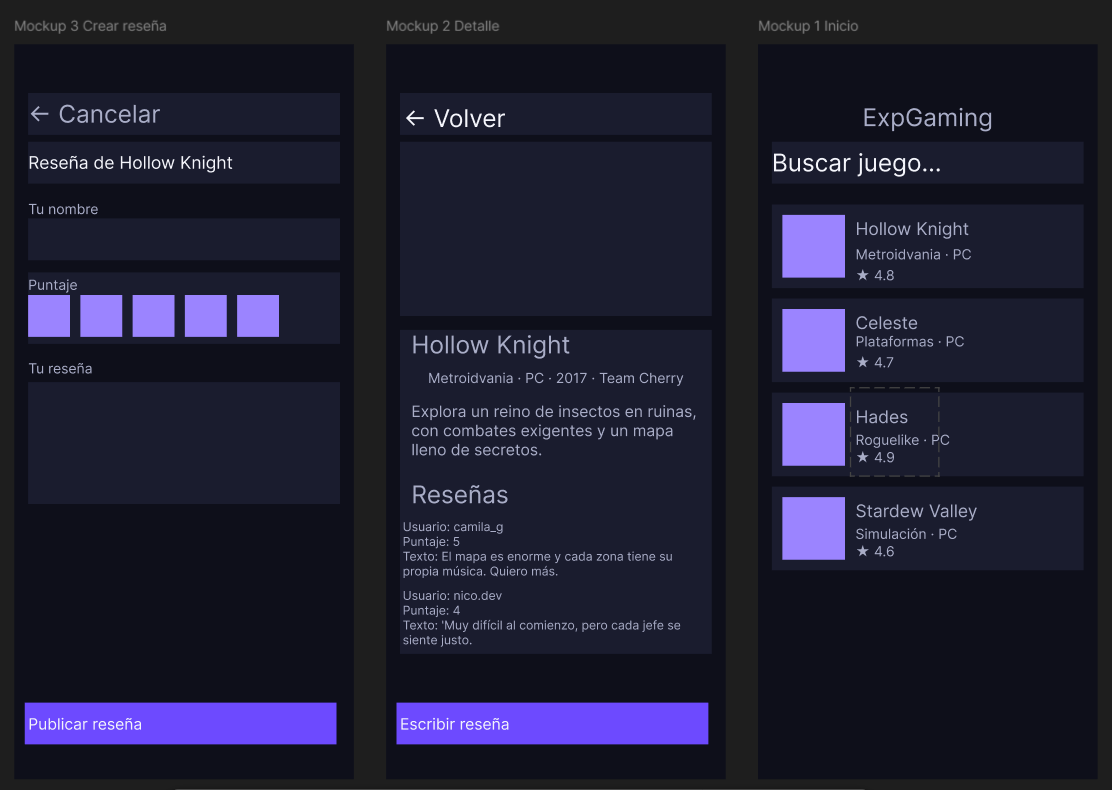 Mockup 3 Crear reseña
← Cancelar
Reseña de Hollow Knight
Tu nombre
Puntaje
Tu reseña
Publicar reseña
Mockup 2 Detalle
← Volver
Hollow Knight
Metroidvania · PC · 2017 · Team Cherry
Explora un reino de insectos en ruinas,
con combates exigentes y un mapa
lleno de secretos.
Reseñas
Usuario: camila_g
Puntaje: 5
Texto: El mapa es enorme y cada zona tiene su
propia música. Quiero más.
Usuario: nico.dev
Puntaje: 4
Texto: 'Muy difícil al comienzo, pero cada jefe se
siente justo.
Escribir reseña
Mockup 1 Inicio
ExpGaming
Buscar juego...
Hollow Knight
Metroidvania · PC
★ 4.8
Celeste
Plataformas · PC
★ 4.7
Hades
Roguelike · PC
★ 4.9
Stardew Valley
Simulación · PC
★ 4.6